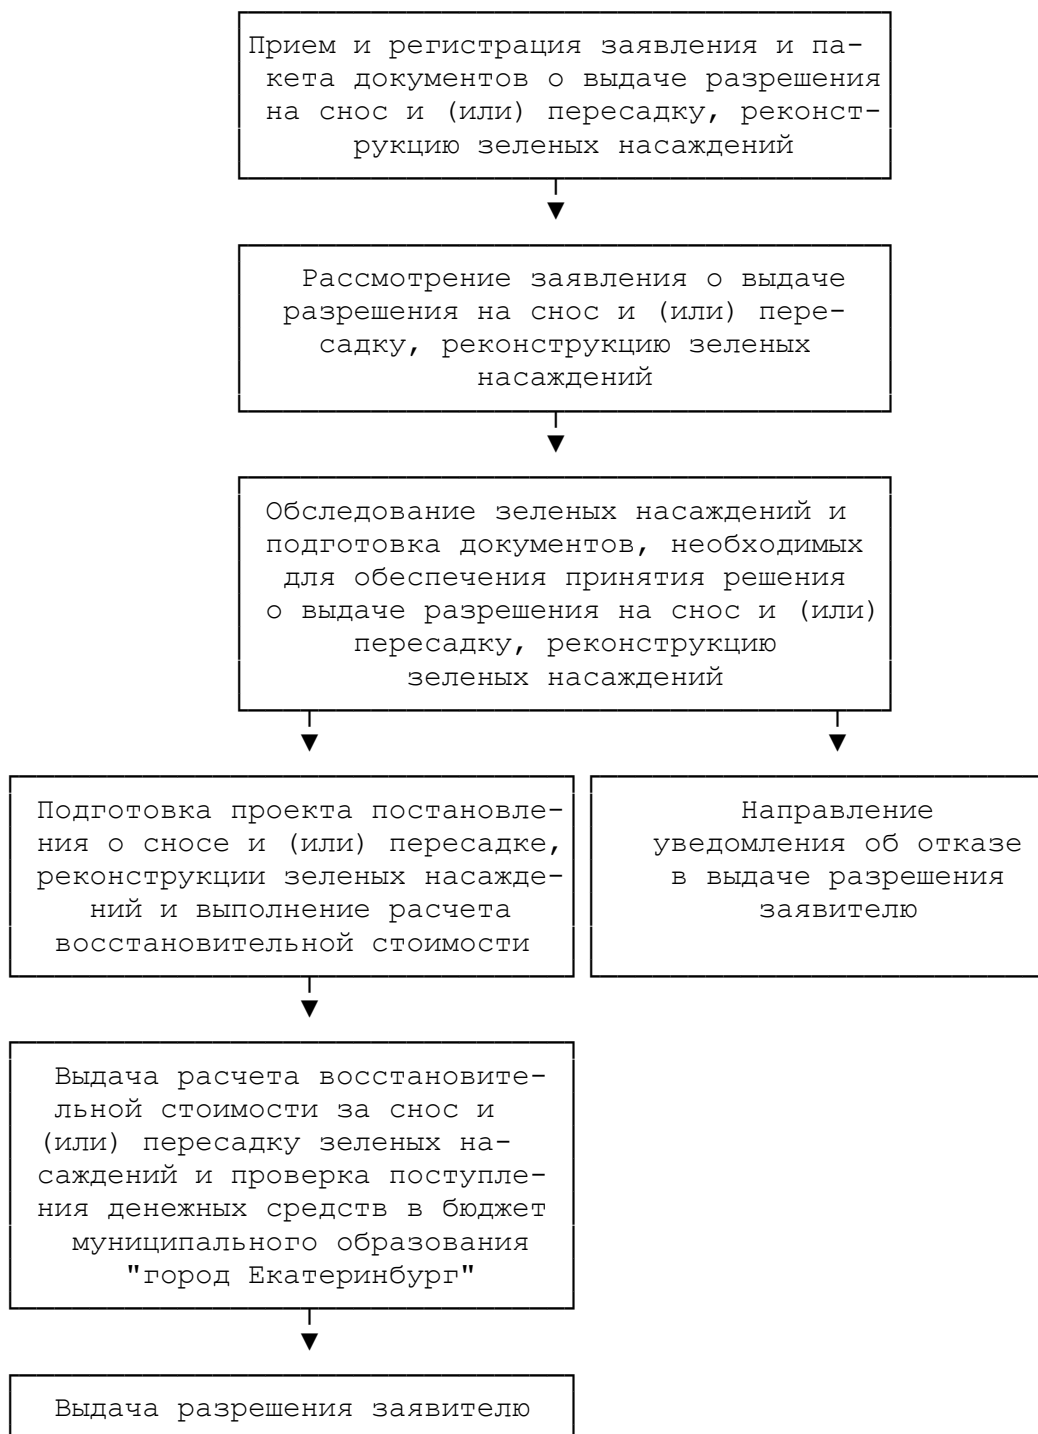 Прием и регистрация заявления и па-
кета документов о выдаче разрешения
на снос и (или) пересадку, реконст-
рукцию зеленых насаждений
Рассмотрение заявления о выдаче
разрешения на снос и (или) пере-
садку, реконструкцию зеленых
насаждений
Обследование зеленых насаждений и
подготовка документов, необходимых
для обеспечения принятия решения
о выдаче разрешения на снос и (или)
пересадку, реконструкцию
зеленых насаждений
Подготовка проекта постановле-
ния о сносе и (или) пересадке,
реконструкции зеленых насажде-
ний и выполнение расчета
восстановительной стоимости
Направление
уведомления об отказе
в выдаче разрешения
заявителю
Выдача расчета восстановите-
льной стоимости за снос и
(или) пересадку зеленых на-
саждений и проверка поступле-
ния денежных средств в бюджет
муниципального образования
"город Екатеринбург"
Выдача разрешения заявителю